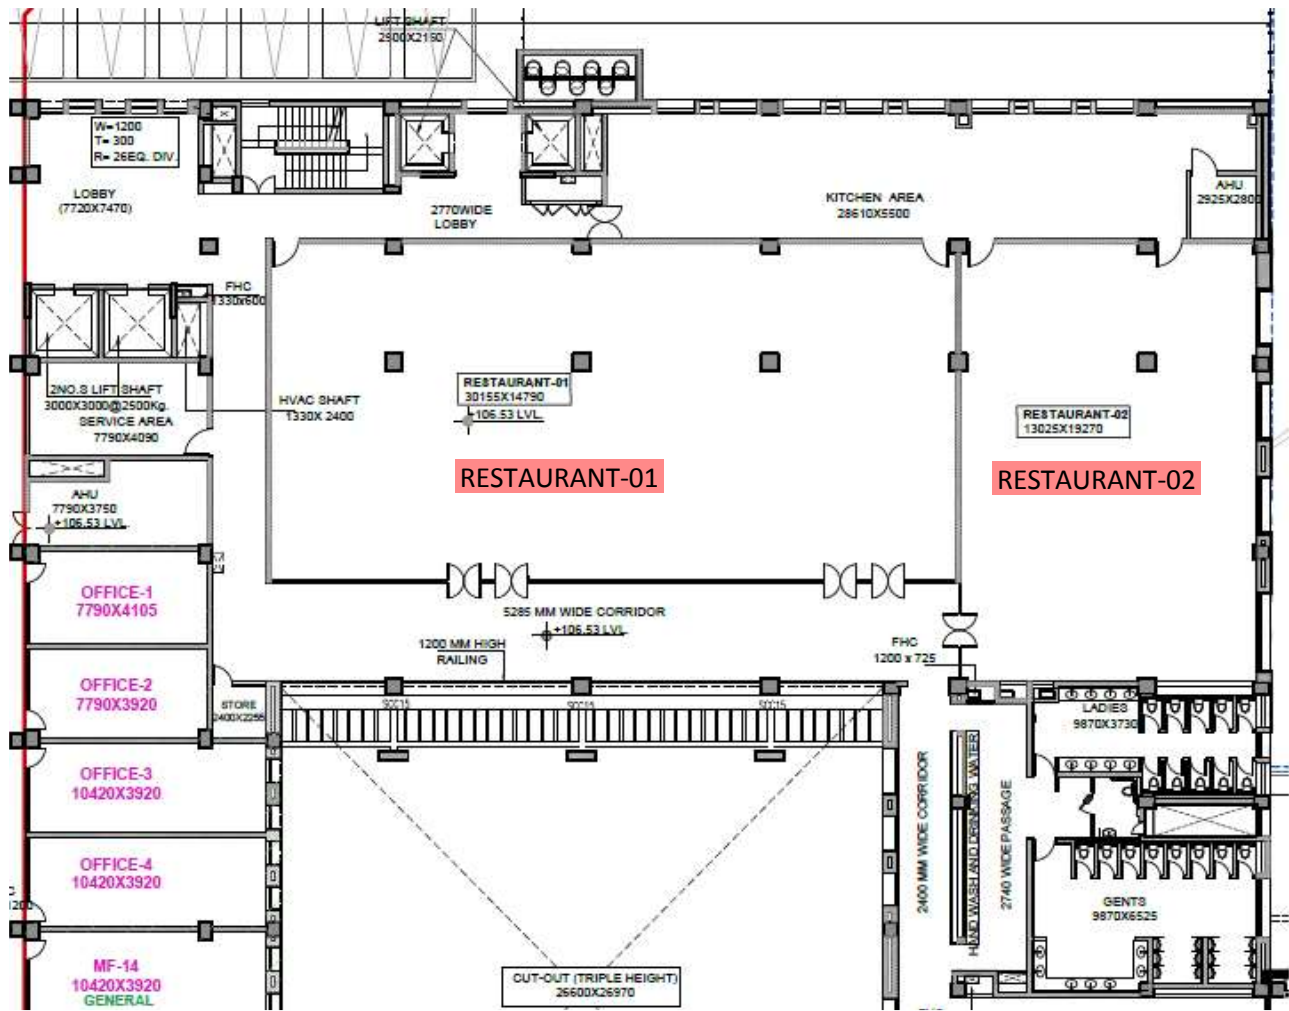 LIFT SHAFT
2900X2150
W=1200
T= 300
R= 26EQ. DIV.
LOBBY
(7720X7470)
2770WIDE
LOBBY
KITCHEN AREA
28610X5500
AHU
2925X2800
FHC
1330x600
2NO.S LIFT SHAFT
3000X3000@2500Kg.
SERVICE AREA
7790X4090
HVAC SHAFT
1330X 2400
RESTAURANT-01
30155X14790
+106.53 LVL.
RESTAURANT-02
13025X19270
RESTAURANT-01
RESTAURANT-02
AHU
7790X3750
+106.53 LVL.
OFFICE-1
7790X4105
5285 MM WIDE CORRIDOR
+106.53 LVL.
1200 MM HIGH
RAILING
FHC
1200 x 725
OFFICE-2
7790X3920
STORE
2400X2255
LADIES
9870X3730
OFFICE-3
10420X3920
2400 MM WIDE CORRIDOR
HAND WASH AND DRINKING WATER
2740 WIDE PASSAGE
OFFICE-4
10420X3920
GENTS
9870X6525
MF-14
10420X3920
GENERAL
CUT-OUT (TRIPLE HEIGHT)
26600X26970